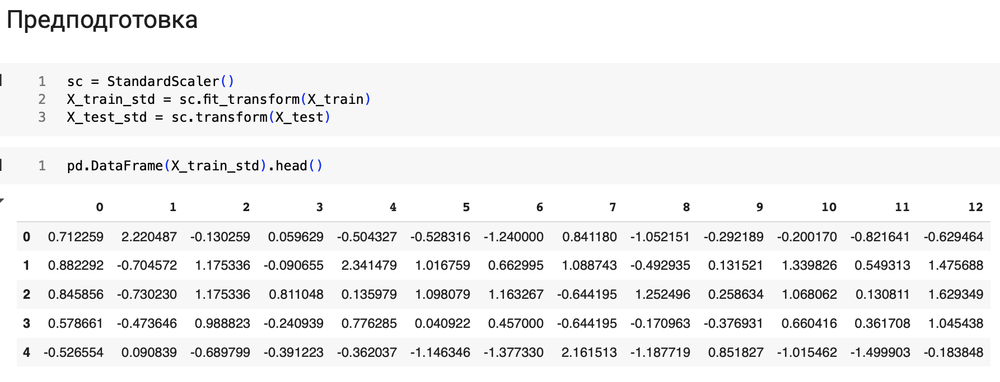 Предподготовка
1 sc = StandardScaler()
2 X_train_std = sc.fit_transform(X_train)
3 X_test_std = sc.transform(X_test)
1 pd.DataFrame(X_train_std).head()
0 1 2 3 4 5 6 7 8 9 10 11 12
0 0.712259 2.220487 -0.130259 0.059629 -0.504327 -0.528316 -1.240000 0.841180 -1.052151 -0.292189 -0.200170 -0.821641 -0.629464
1 0.882292 -0.704572 1.175336 -0.090655 2.341479 1.016759 0.662995 1.088743 -0.492935 0.131521 1.339826 0.549313 1.475688
2 0.845856 -0.730230 1.175336 0.811048 0.135979 1.098079 1.163267 -0.644195 1.252496 0.258634 1.068062 0.130811 1.629349
3 0.578661 -0.473646 0.988823 -0.240939 0.776285 0.040922 0.457000 -0.644195 -0.170963 -0.376931 0.660416 0.361708 1.045438
4 -0.526554 0.090839 -0.689799 -0.391223 -0.362037 -1.146346 -1.377330 2.161513 -1.187719 0.851827 -1.015462 -1.499903 -0.183848